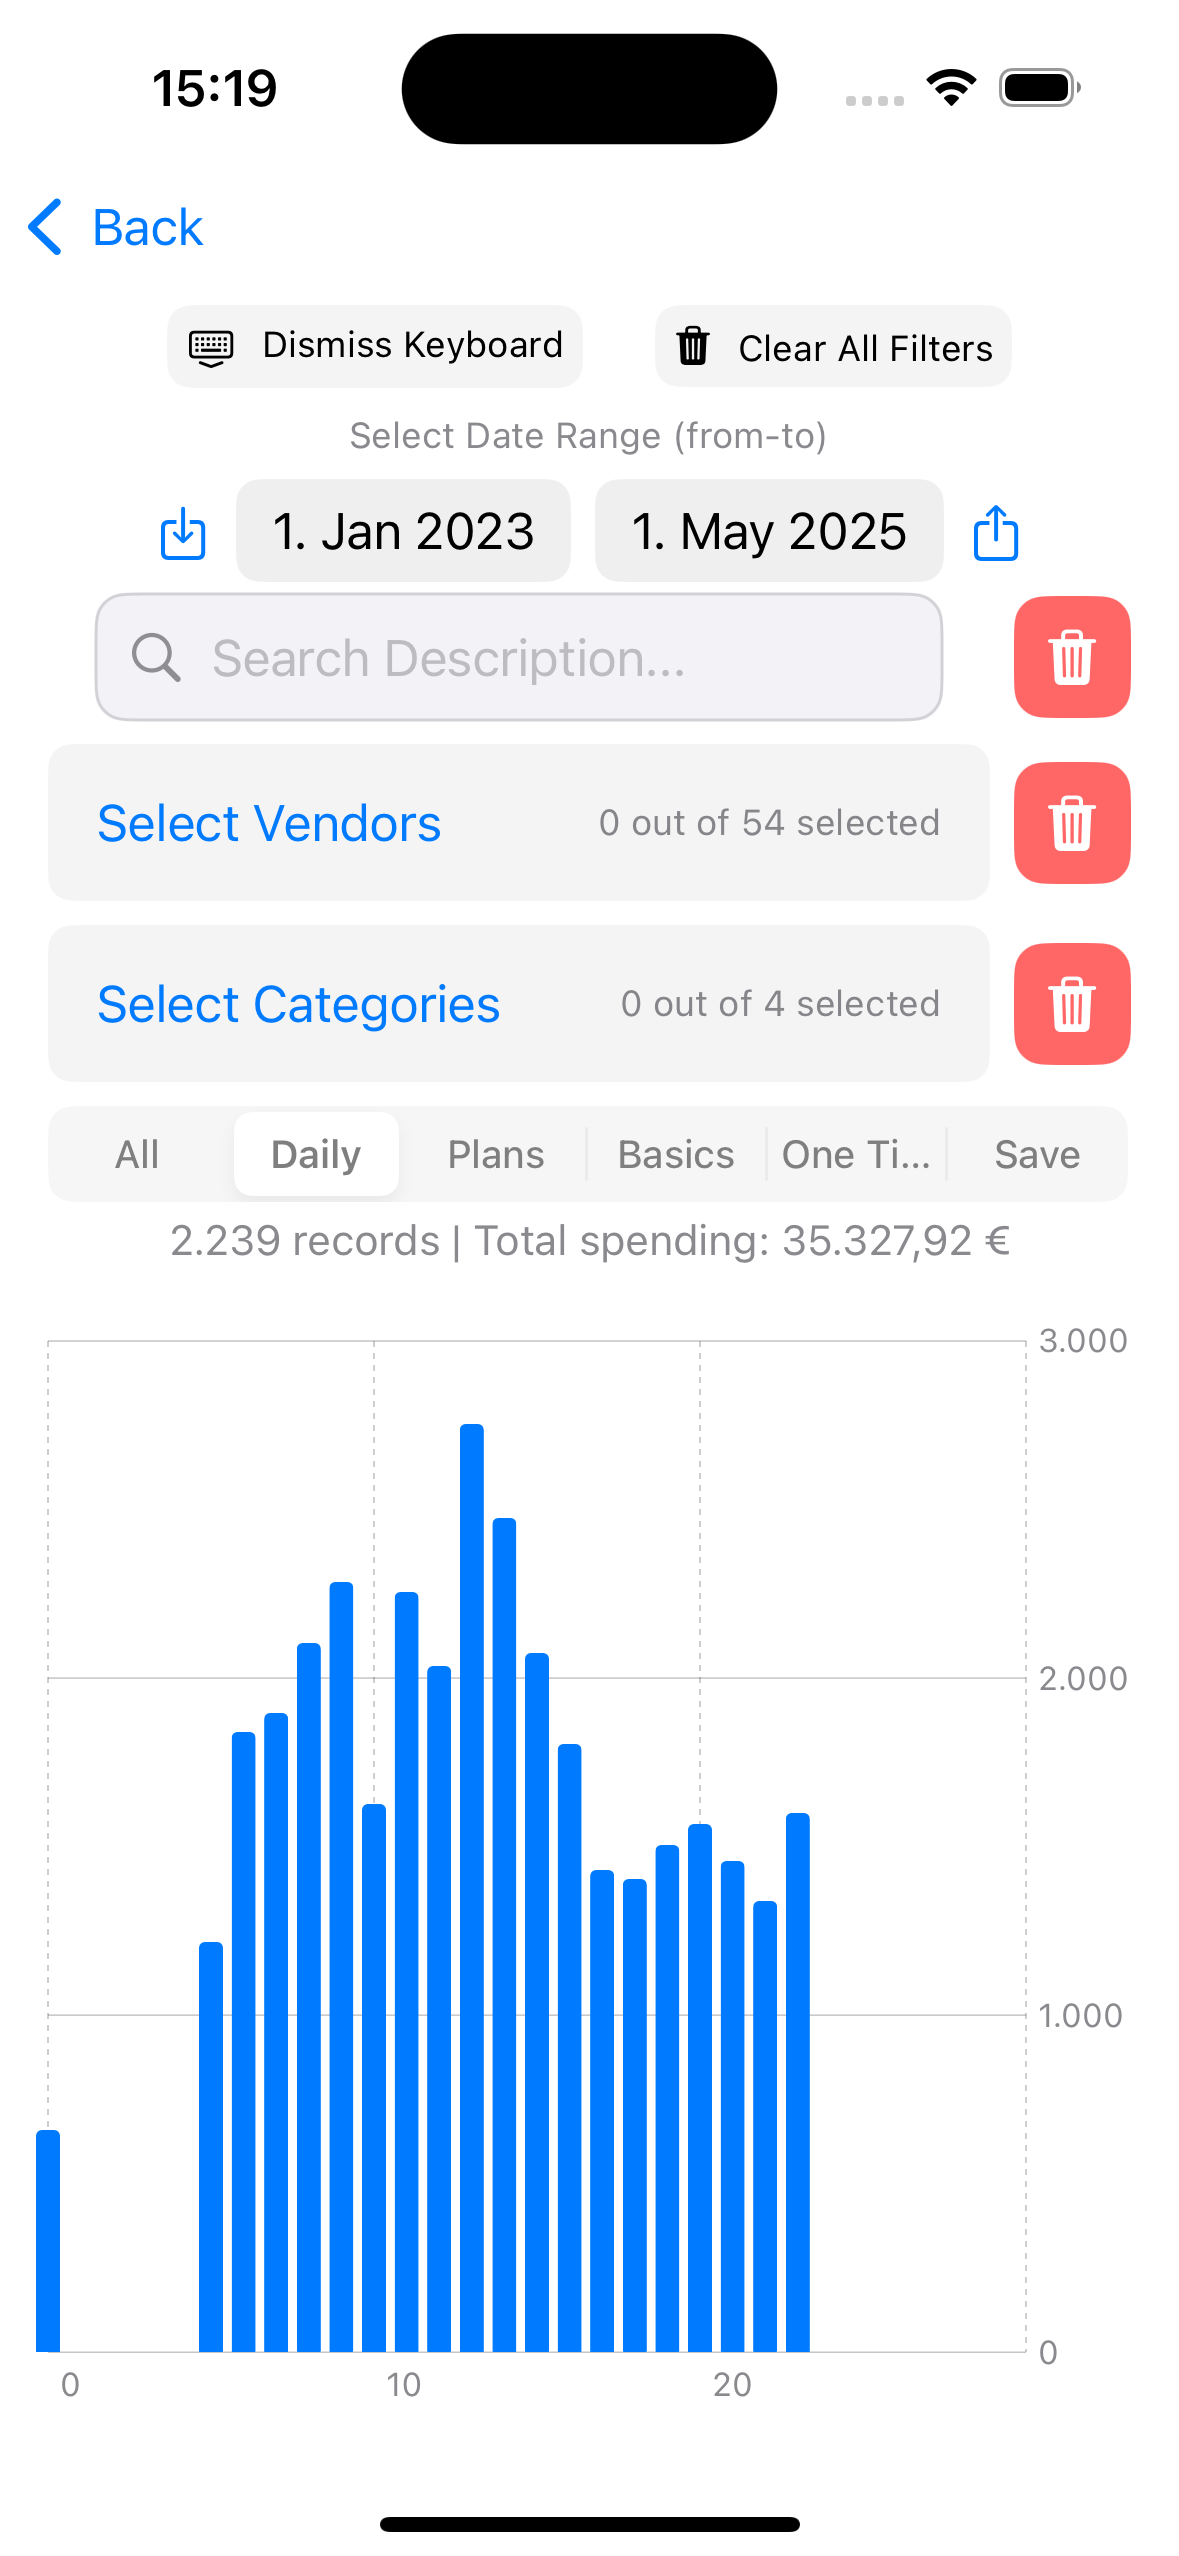 15:19
Back
Dismiss Keyboard
Clear All Filters
Select Date Range (from-to)
1. Jan 2023
1. May 2025
Search Description...
Select Vendors
0 out of 54 selected
Select Categories
0 out of 4 selected
All
Daily
Plans
Basics
One Ti...
Save
2.239 records | Total spending: 35.327,92 €
3.000
2.000
1.000
0
0
10
20